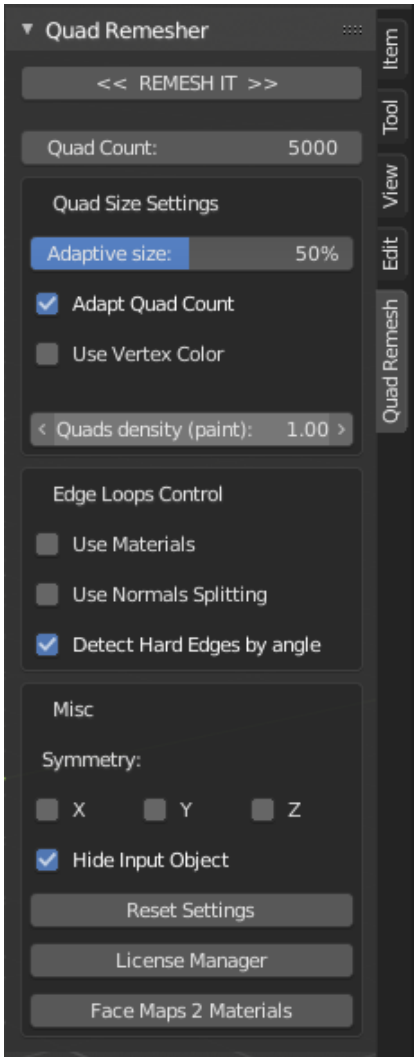 Quad Remesher
<< REMESH IT >>
Quad Count: 5000
Quad Size Settings
Adaptive size: 50%
Adapt Quad Count
Use Vertex Color
Quads density (paint): 1.00
Edge Loops Control
Use Materials
Use Normals Splitting
Detect Hard Edges by angle
Misc
Symmetry:
X Y Z
Hide Input Object
Reset Settings
License Manager
Face Maps 2 Materials
Item
Tool
View
Edit
Quad Remesh